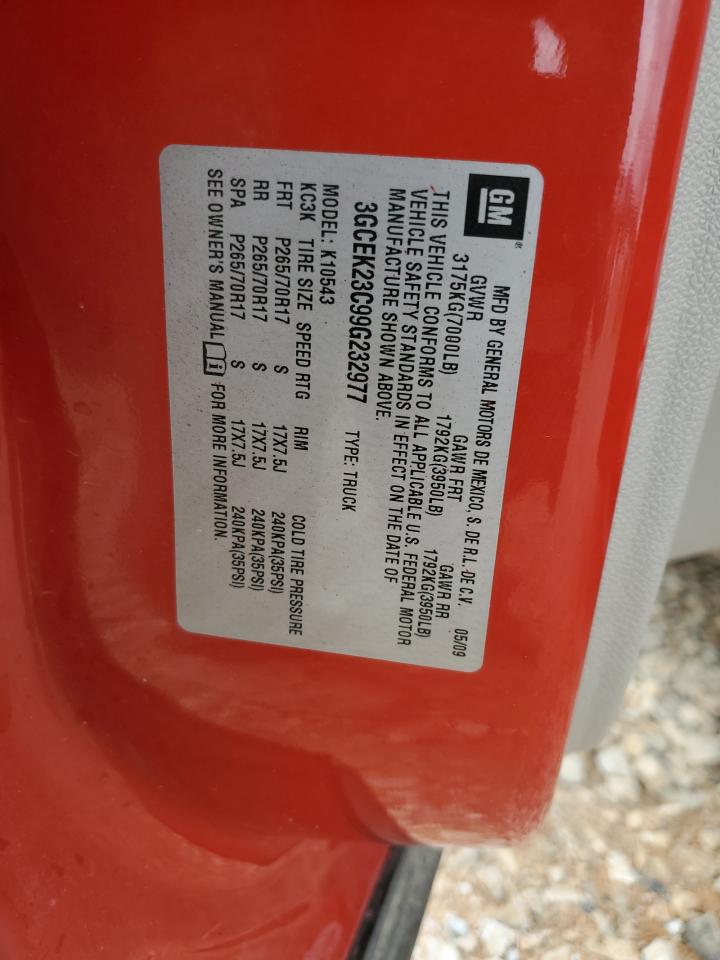 GM
®
MFD BY GENERAL MOTORS DE MEXICO, S. DE R.L. DE C.V. 05/09
GVWR GAWR FRT GAWR RR
3175KG(7000LB) 1792KG(3950LB) 1792KG(3950LB)
THIS VEHICLE CONFORMS TO ALL APPLICABLE U.S. FEDERAL MOTOR
VEHICLE SAFETY STANDARDS IN EFFECT ON THE DATE OF
MANUFACTURE SHOWN ABOVE.
3GCEK23C99G232977 TYPE: TRUCK
MODEL: K10543
KC3K TIRE SIZE SPEED RTG RIM COLD TIRE PRESSURE
FRT P265/70R17 S 17X7.5J 240KPA(35PSI)
RR P265/70R17 S 17X7.5J 240KPA(35PSI)
SPA P265/70R17 S 17X7.5J 240KPA(35PSI)
SEE OWNER'S MANUAL i FOR MORE INFORMATION.